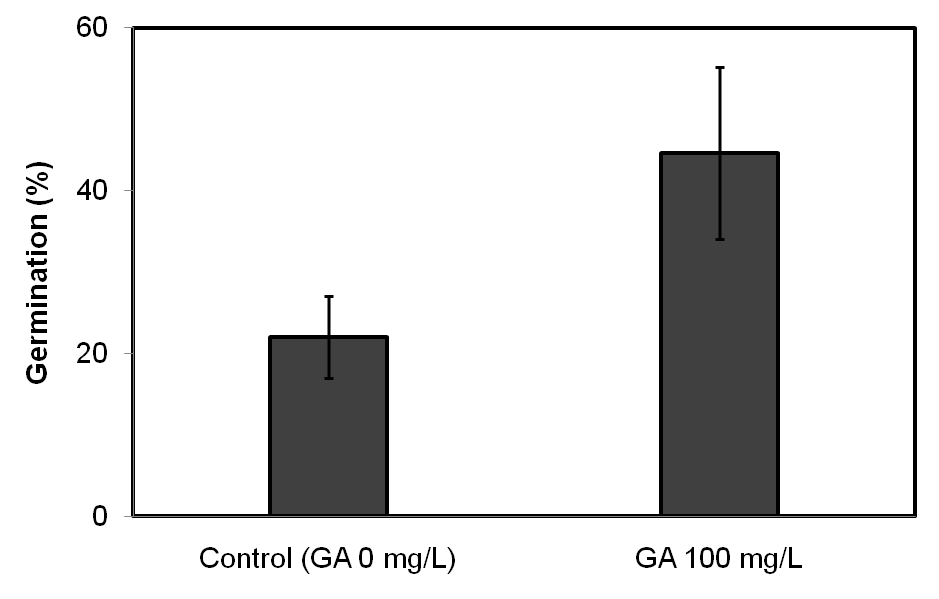 60
40
20
0
Germination (%)
Control (GA 0 mg/L)
GA 100 mg/L